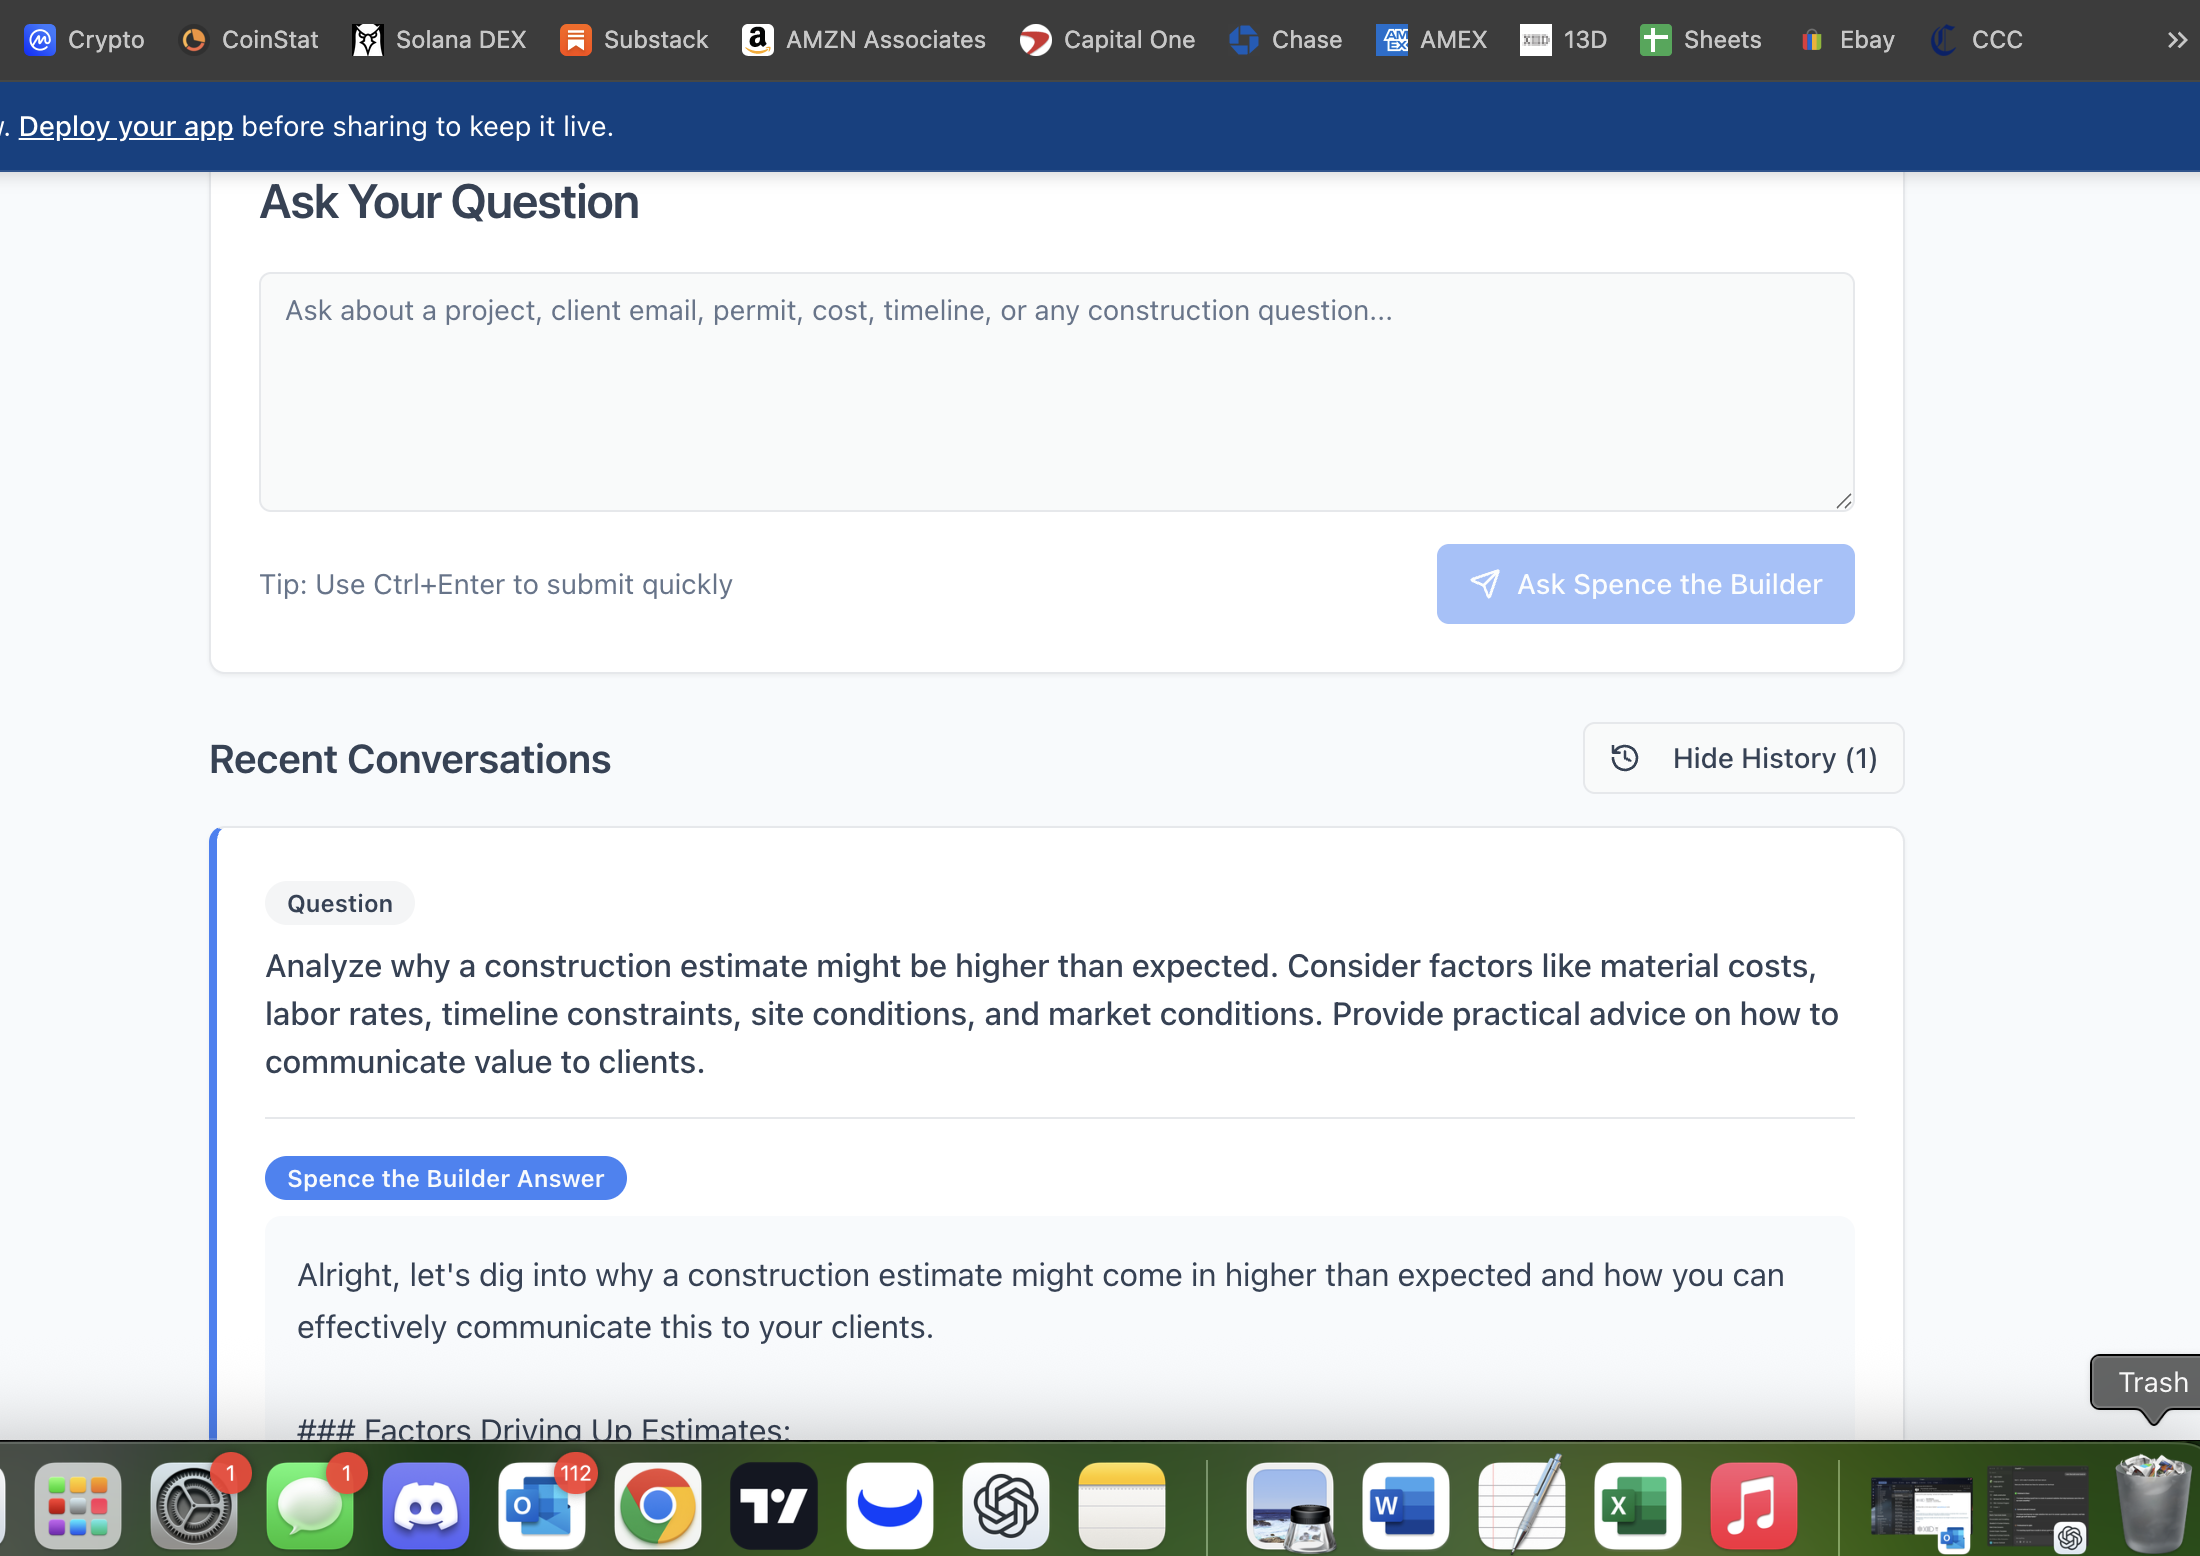 Crypto CoinStat Solana DEX Substack AMZN Associates Capital One Chase AMEX 13D Sheets Ebay CCC
Deploy your app before sharing to keep it live.
Ask Your Question
Ask about a project, client email, permit, cost, timeline, or any construction question...
Tip: Use Ctrl+Enter to submit quickly
Ask Spence the Builder
Recent Conversations
Hide History (1)
Question
Analyze why a construction estimate might be higher than expected. Consider factors like material costs,
labor rates, timeline constraints, site conditions, and market conditions. Provide practical advice on how to
communicate value to clients.
Spence the Builder Answer
Alright, let's dig into why a construction estimate might come in higher than expected and how you can
effectively communicate this to your clients.
### Factors Driving Up Estimates:
Trash
1
1
112